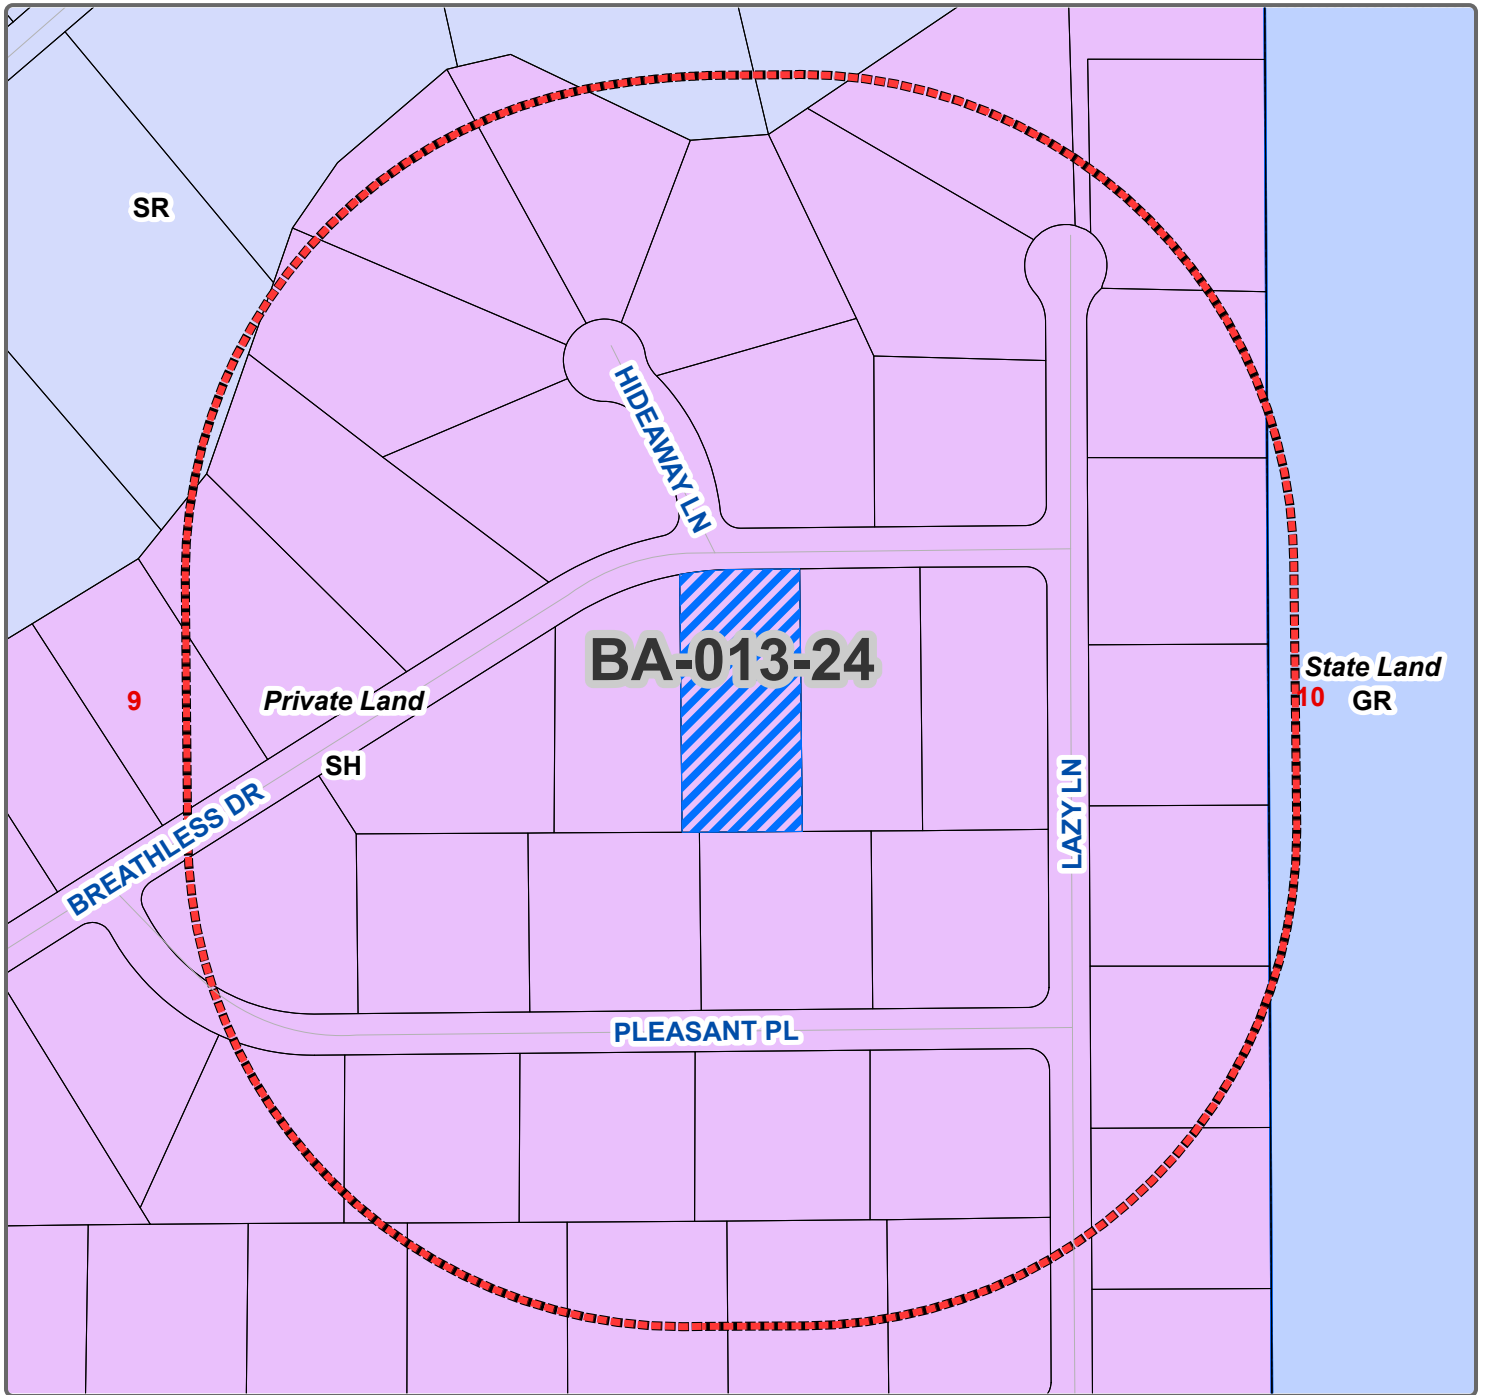 SR
HIDEAWAY LN
BA-013-24
State Land
10 GR
9
Private Land
SH
BREATHLESS DR
LAZY LN
PLEASANT PL